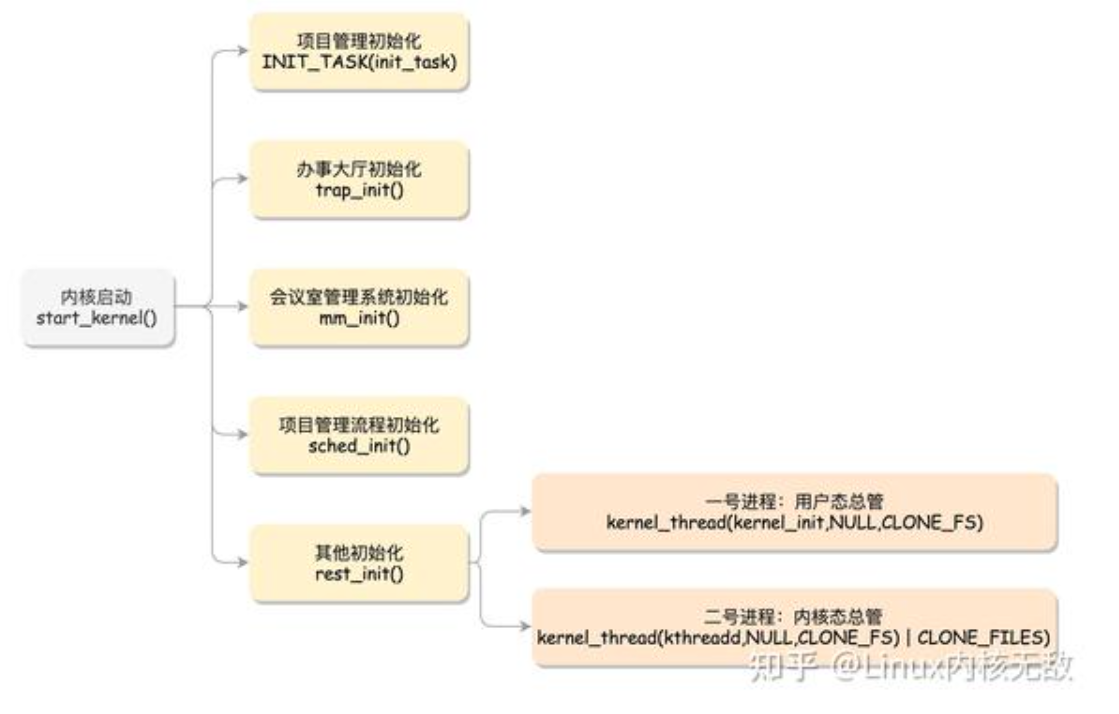 项目管理初始化
INIT_TASK(init_task)
办事大厅初始化
trap_init()
内核启动
start_kernel()
会议室管理系统初始化
mm_init()
项目管理流程初始化
sched_init()
其他初始化
rest_init()
一号进程：用户态总管
kernel_thread(kernel_init,NULL,CLONE_FS)
二号进程：内核态总管
kernel_thread(kthreadd,NULL,CLONE_FS) | CLONE_FILES)
知乎 @Linux内核无敌